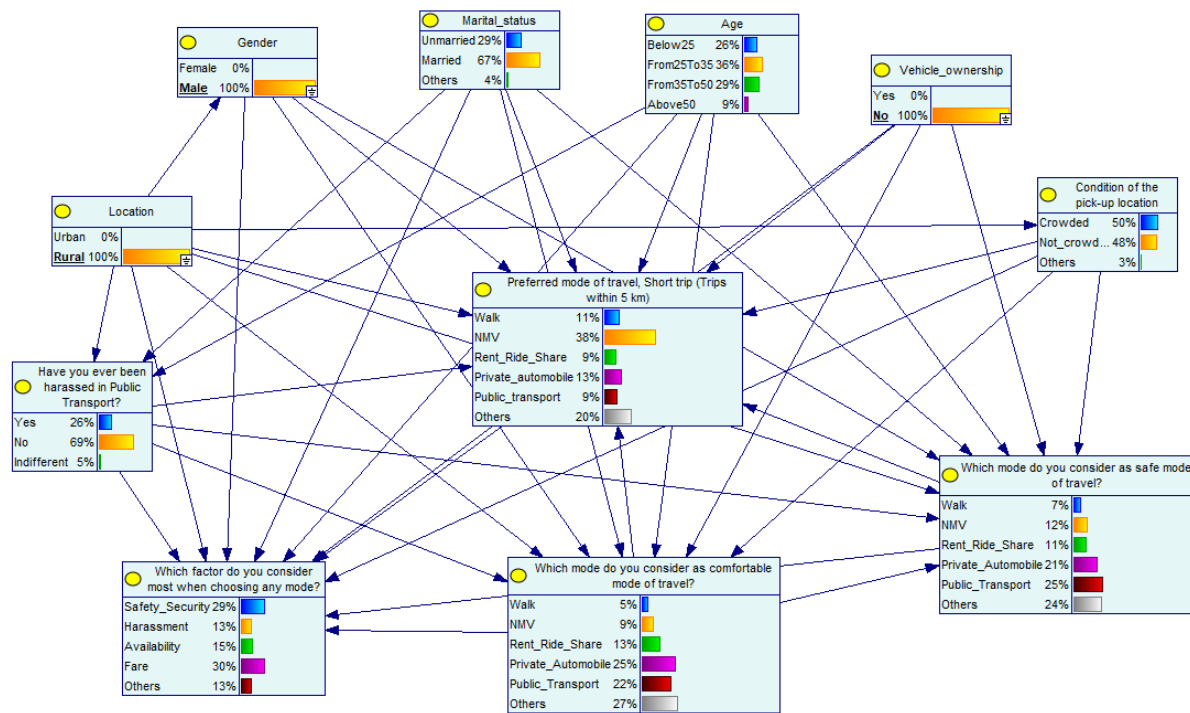 Gender
Female 0%
Male 100%
Marital_status
Unmarried 29%
Married 67%
Others 4%
Age
Below25 26%
From25To35 36%
From35To50 29%
Above50 9%
Vehicle_ownership
Yes 0%
No 100%
Location
Urban 0%
Rural 100%
Condition of the
pick-up location
Crowded 50%
Not_crowd... 48%
Others 3%
Preferred mode of travel, Short trip (Trips
within 5 km)
Walk 11%
NMV 38%
Rent_Ride_Share 9%
Private_automobile 13%
Public_transport 9%
Others 20%
Have you ever been
harassed in Public
Transport?
Yes 26%
No 69%
Indifferent 5%
Which mode do you consider as safe mode
of travel?
Walk 7%
NMV 12%
Rent_Ride_Share 11%
Private_Automobile 21%
Public_Transport 25%
Others 24%
Which factor do you consider
most when choosing any mode?
Safety_Security 29%
Harassment 13%
Availability 15%
Fare 30%
Others 13%
Which mode do you consider as comfortable
mode of travel?
Walk 5%
NMV 9%
Rent_Ride_Share 13%
Private_Automobile 25%
Public_Transport 22%
Others 27%